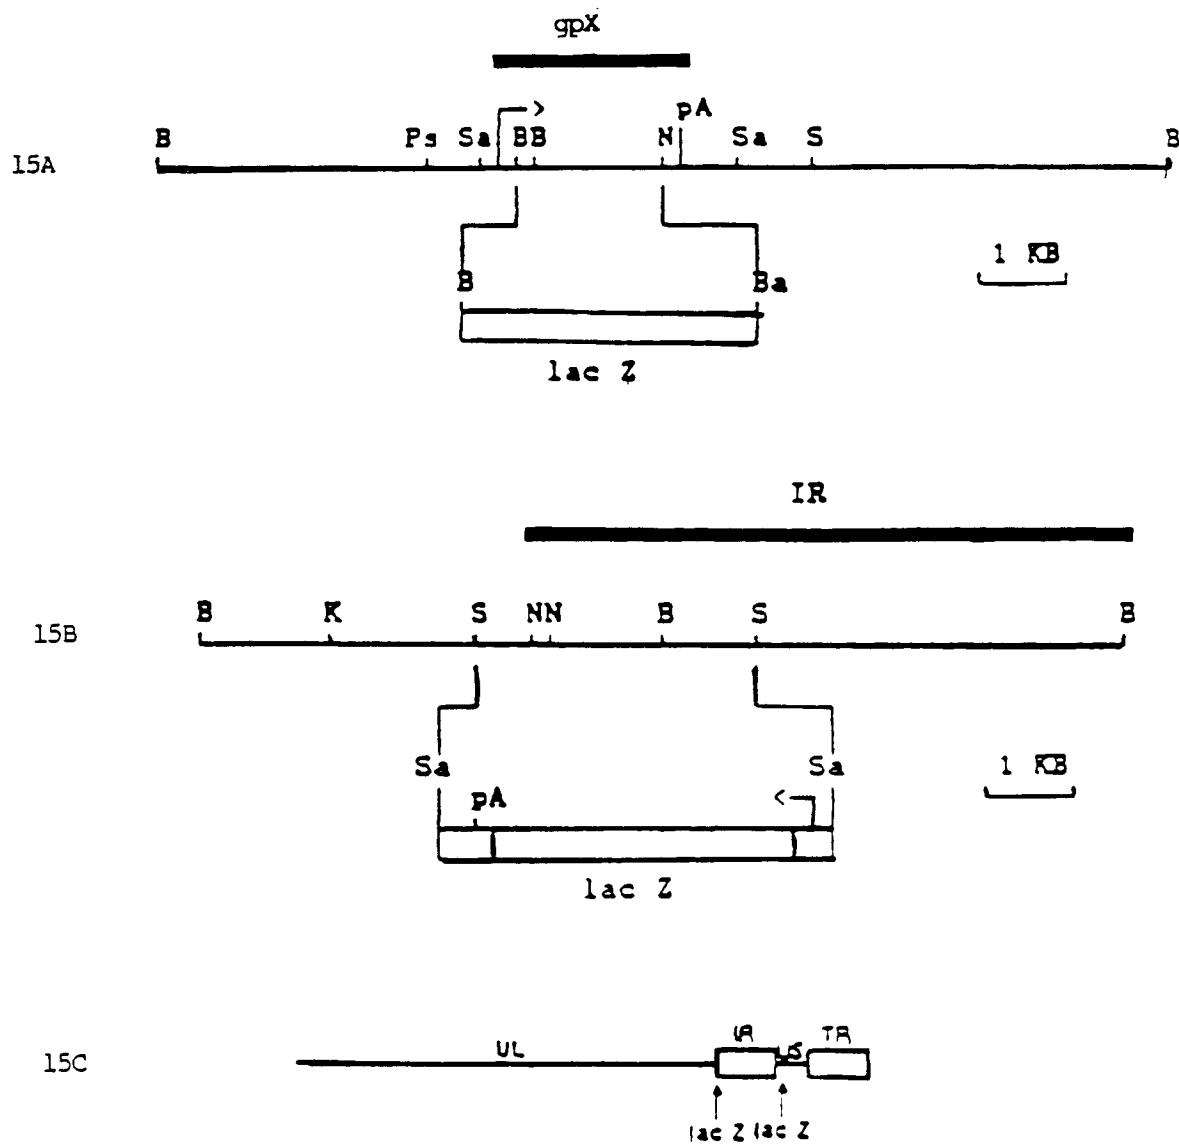 gpX
pA
B Ps Sa > BB N Sa S B
15A
1 KB
B Ba
lac Z
IR
B K S NN B S B
15B
Sa Sa
1 KB
pA <
lac Z
IR US TR
UL
15C
lac Z lac Z